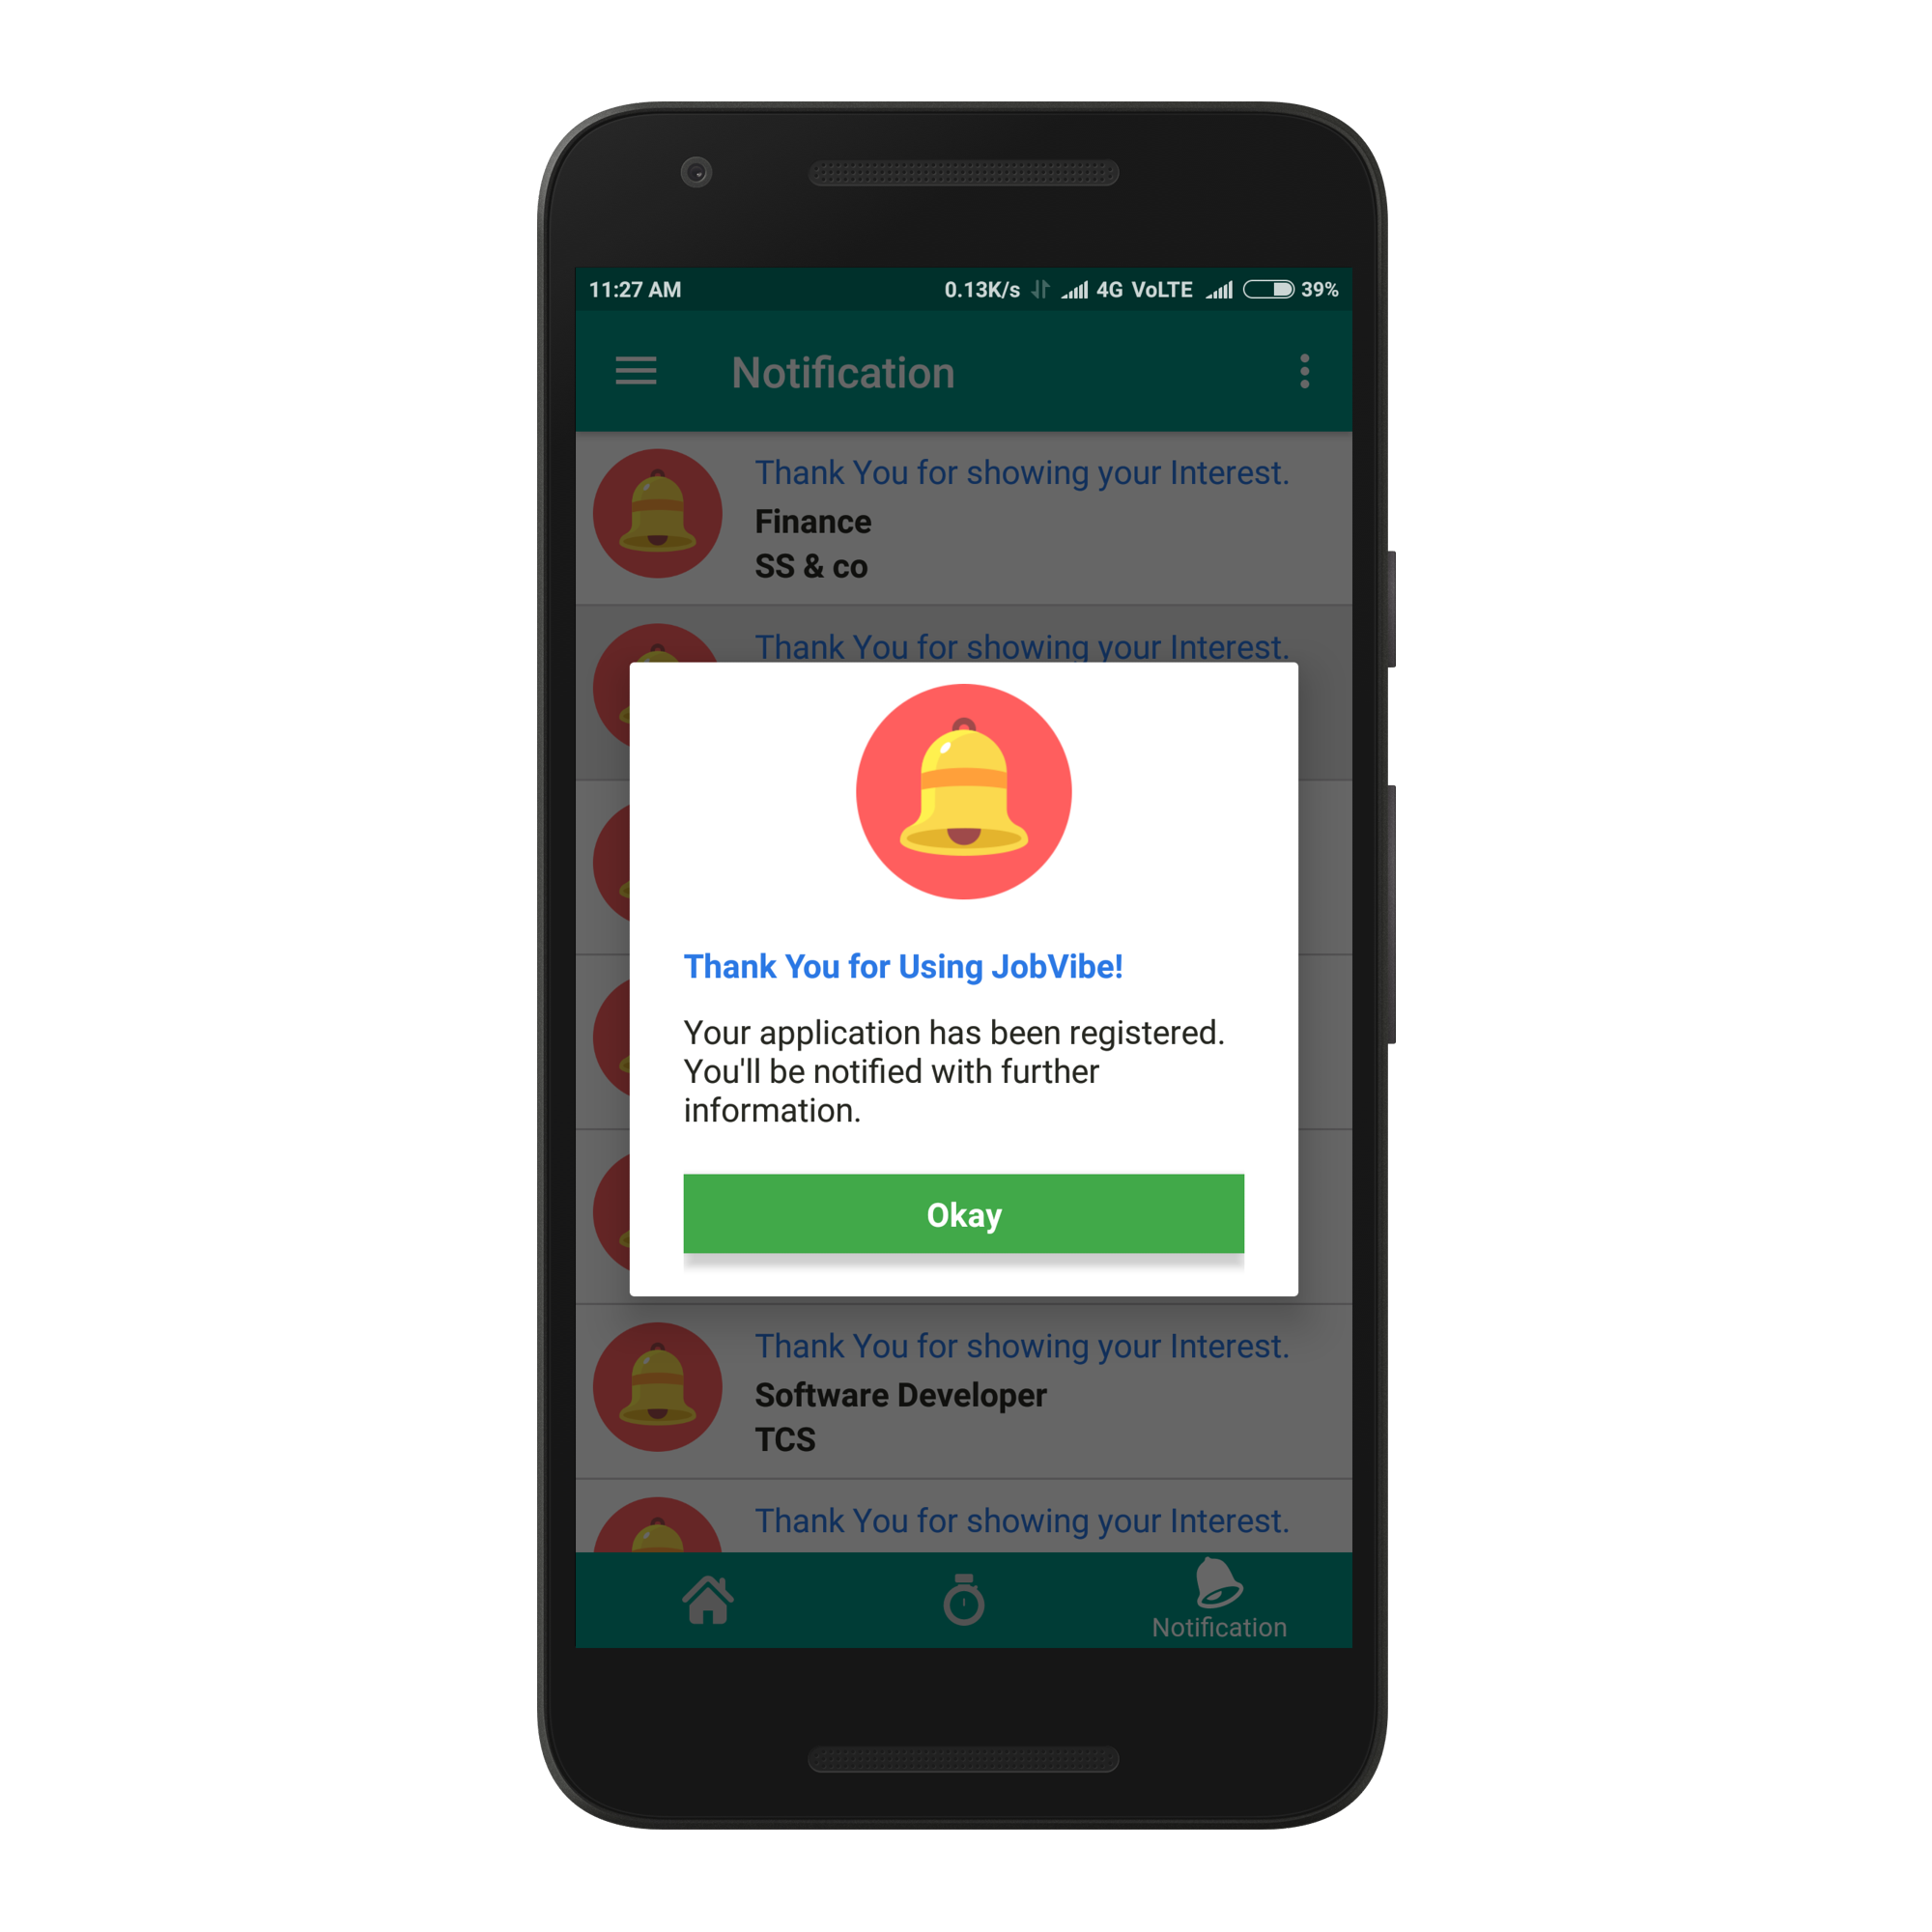 11:27 AM 0.13K/s 4G VoLTE 39%
Notification
Thank You for showing your Interest.
Finance
SS & co
Thank You for showing your Interest.
Thank You for Using JobVibe!
Your application has been registered.
You'll be notified with further
information.
Okay
Thank You for showing your Interest.
Software Developer
TCS
Thank You for showing your Interest.
Notification